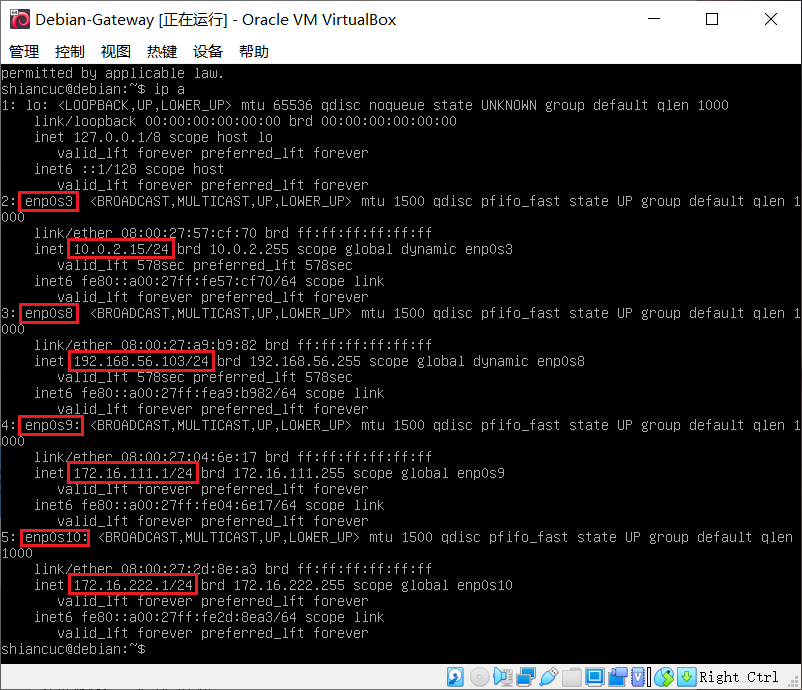 Debian-Gateway [正在运行] - Oracle VM VirtualBox
管理 控制 视图 热键 设备 帮助
permitted by applicable law.
shiancuc@debian:~$ ip a
1: lo: <LOOPBACK,UP,LOWER_UP> mtu 65536 qdisc noqueue state UNKNOWN group default qlen 1000
    link/loopback 00:00:00:00:00:00 brd 00:00:00:00:00:00
    inet 127.0.0.1/8 scope host lo
       valid_lft forever preferred_lft forever
    inet6 ::1/128 scope host
       valid_lft forever preferred_lft forever
2: enp0s3 <BROADCAST,MULTICAST,UP,LOWER_UP> mtu 1500 qdisc pfifo_fast state UP group default qlen 1
000
    link/ether 08:00:27:57:cf:70 brd ff:ff:ff:ff:ff:ff
    inet 10.0.2.15/24 brd 10.0.2.255 scope global dynamic enp0s3
       valid_lft 578sec preferred_lft 578sec
    inet6 fe80::a00:27ff:fe57:cf70/64 scope link
       valid_lft forever preferred_lft forever
3: enp0s8 <BROADCAST,MULTICAST,UP,LOWER_UP> mtu 1500 qdisc pfifo_fast state UP group default qlen 1
000
    link/ether 08:00:27:a9:b9:82 brd ff:ff:ff:ff:ff:ff
    inet 192.168.56.103/24 brd 192.168.56.255 scope global dynamic enp0s8
       valid_lft 578sec preferred_lft 578sec
    inet6 fe80::a00:27ff:fea9:b982/64 scope link
       valid_lft forever preferred_lft forever
4: enp0s9: <BROADCAST,MULTICAST,UP,LOWER_UP> mtu 1500 qdisc pfifo_fast state UP group default qlen 1
000
    link/ether 08:00:27:04:6e:17 brd ff:ff:ff:ff:ff:ff
    inet 172.16.111.1/24 brd 172.16.111.255 scope global enp0s9
       valid_lft forever preferred_lft forever
    inet6 fe80::a00:27ff:fe04:6e17/64 scope link
       valid_lft forever preferred_lft forever
5: enp0s10: <BROADCAST,MULTICAST,UP,LOWER_UP> mtu 1500 qdisc pfifo_fast state UP group default qlen
1000
    link/ether 08:00:27:2d:8e:a3 brd ff:ff:ff:ff:ff:ff
    inet 172.16.222.1/24 brd 172.16.222.255 scope global enp0s10
       valid_lft forever preferred_lft forever
    inet6 fe80::a00:27ff:fe2d:8ea3/64 scope link
       valid_lft forever preferred_lft forever
shiancuc@debian:~$
Right Ctrl